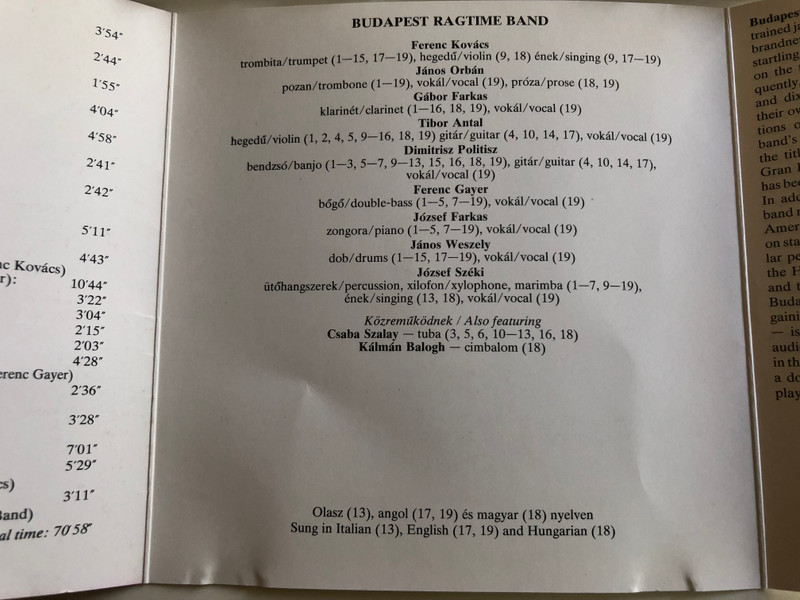 3′54″
2′44″
1′55″
4′04″
4′58″
2′41″
2′42″
5′11″
4′43″
Kovács)
r):
10′44″
3′22″
3′04″
2′15″
2′03″
4′28″
Ferenc Gayer)
2′36″
3′28″
7′01″
5′29″
3′11″
Band)
time: 70′58″
BUDAPEST RAGTIME BAND
Ferenc Kovács
trombita/trumpet (1—15, 17—19), hegedű/violin (9, 18) ének/singing (9, 17—19)
János Orbán
pozan/trombone (1—19), vokál/vocal (19), próza/prose (18, 19)
Gábor Farkas
klarinét/clarinet (1—16, 18, 19), vokál/vocal (19)
Tibor Antal
hegedű/violin (1, 2, 4, 5, 9—16, 18, 19) gitár/guitar (4, 10, 14, 17), vokál/vocal (19)
Dimitrisz Politisz
bendzsó/banjo (1—3, 5—7, 9—13, 15, 16, 18, 19), gitár/guitar (4, 10, 14, 17),
vokál/vocal (19)
Ferenc Gayer
bőgő/double-bass (1—5, 7—19), vokál/vocal (19)
József Farkas
zongora/piano (1—5, 7—19), vokál/vocal (19)
János Weszely
dob/drums (1—15, 17—19), vokál/vocal (19)
József Széki
ütőhangszerek/percussion, xilofon/xylophone, marimba (1—7, 9—19),
ének/singing (13, 18), vokál/vocal (19)
Közreműködnek / Also featuring
Csaba Szalay — tuba (3, 5, 6, 10—13, 16, 18)
Kálmán Balogh — cimbalom (18)
Olasz (13), angol (17, 19) és magyar (18) nyelven
Sung in Italian (13), English (17, 19) and Hungarian (18)
Budapes
trained ja
brandne
startling
on the
quently,
and dix
their ov
tions o
band's
the titl
Gran
has bee
In add
band
Amer
on sta
lar pe
the H
and t
Buda
gaini
— is
audi
in th
a do
play